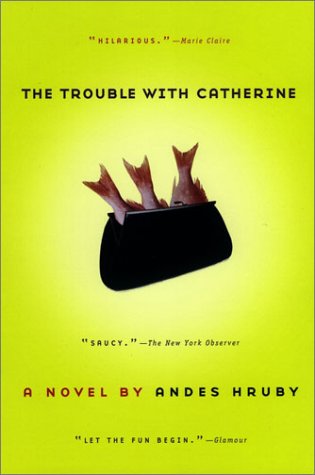 "HILARIOUS."—Marie Claire
THE TROUBLE WITH CATHERINE
"SAUCY."—The New York Observer
A NOVEL BY ANDES HRUBY
"LET THE FUN BEGIN."—Glamour